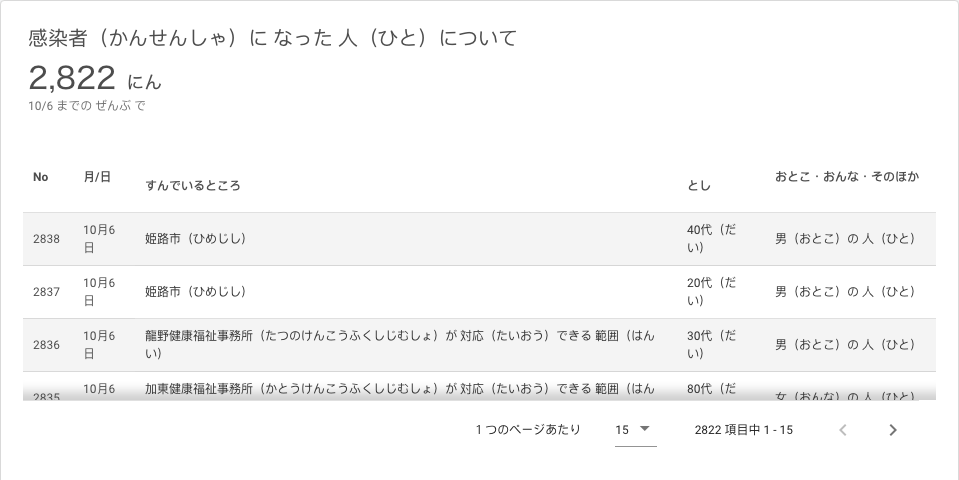 感染者（かんせんしゃ）に なった 人（ひと）について
2,822 にん
10/6 までの ぜんぶ で
No 月/日 すんでいるところ とし おとこ・おんな・そのほか
2838 10月6日 姫路市（ひめじし） 40代（だい） 男（おとこ）の 人（ひと）
2837 10月6日 姫路市（ひめじし） 20代（だい） 男（おとこ）の 人（ひと）
2836 10月6日 龍野健康福祉事務所（たつのけんこうふくしじむしょ）が 対応（たいおう）できる 範囲（はんい） 30代（だい） 男（おとこ）の 人（ひと）
2835 10月6 加東健康福祉事務所（かとうけんこうふくしじむしょ）が 対応（たいおう）できる 範囲（はん 80代（だ 女（おんな）の 人（ひと）
1 つのページあたり 15 2822 項目中 1 - 15